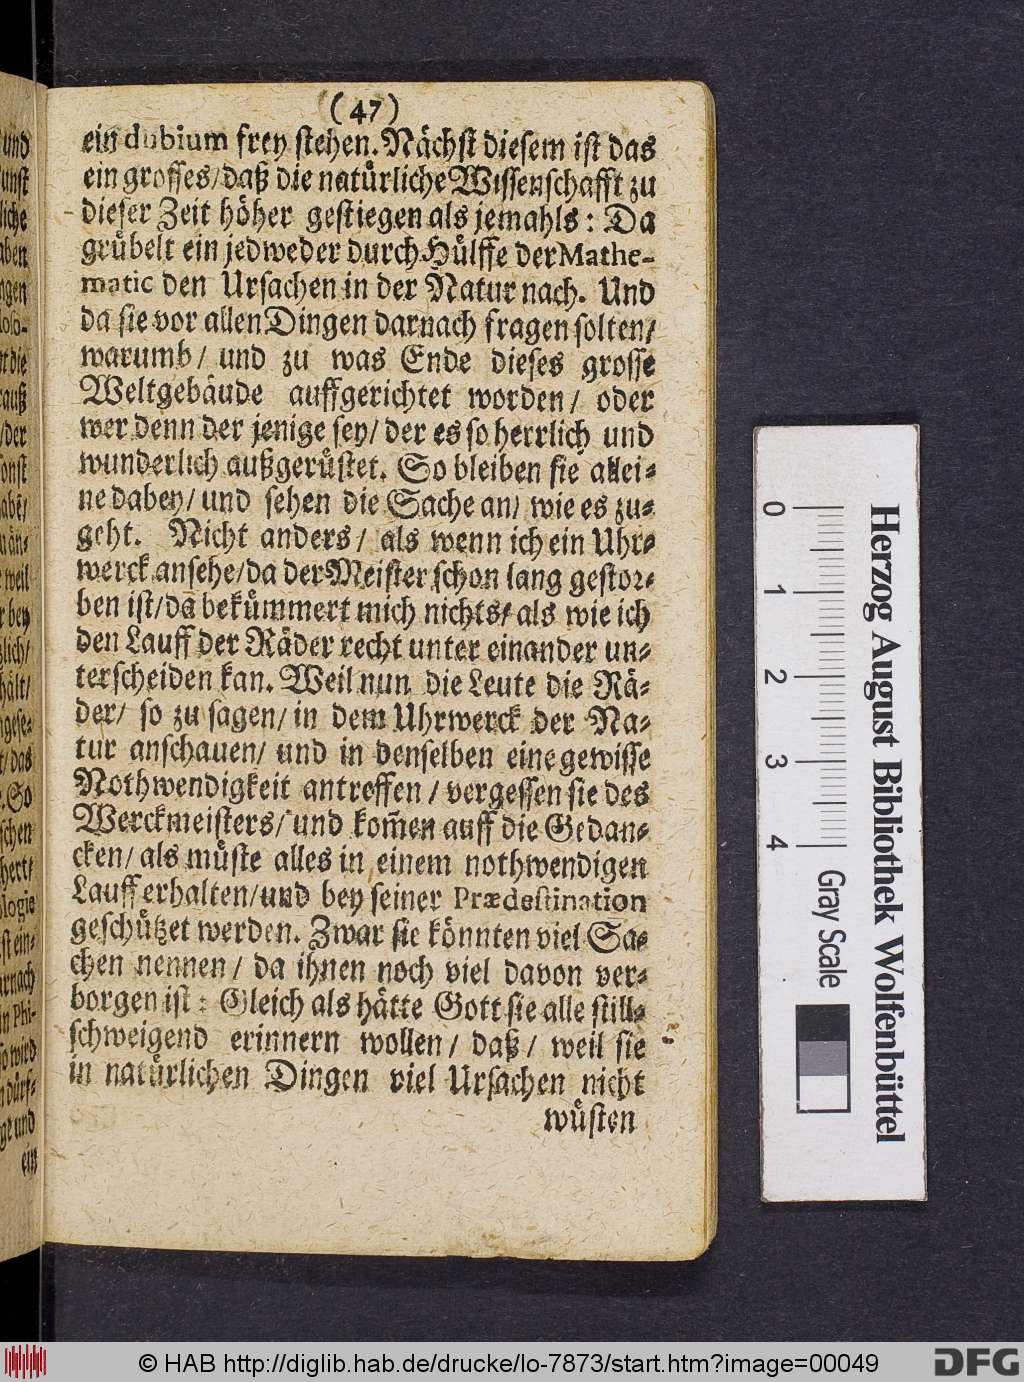 (47)
ein dubium frey stehen. Nächst diesem ist das
ein grosses/ daß die natürliche Wissenschafft zu
dieser Zeit höher gestiegen als jemahls: Da
grübelt ein jedweder durch Hülffe der Mathe-
matic den Ursachen in der Natur nach. Und
da sie vor allen Dingen darnach fragen solten/
warumb/ und zu was Ende dieses grosse
Weltgebäude auffgerichtet worden/ oder
wer denn der jenige sey/ der es so herrlich und
wunderlich außgerüstet. So bleiben sie allei-
ne dabey/ und sehen die Sache an/ wie es zu-
geht. Nicht anders/ als wenn ich ein Uhr-
werck ansehe/ da der Meister schon lang gestor-
ben ist/ da bekümmert mich nichts/ als wie ich
den Lauff der Räder recht unter einander un-
terscheiden kan. Weil nun die Leute die Rä-
der/ so zu sagen/ in dem Uhrwerck der Na-
tur anschauen/ und in denselben eine gewisse
Nothwendigkeit antreffen/ vergessen sie des
Werckmeisters/ und kom̃en auff die Gedan-
cken/ als müste alles in einem nothwendigen
Lauff erhalten/ und bey seiner Prædestination
geschützet werden. Zwar sie könnten viel Sa-
chen nennen/ da ihnen noch viel davon ver-
borgen ist: Gleich als hätte Gott sie alle still-
schweigend erinnern wollen/ daß/ weil sie
in natürlichen Dingen viel Ursachen nicht
wüsten
Herzog August Bibliothek Wolfenbüttel
0 1 2 3 4
Gray Scale
© HAB http://diglib.hab.de/drucke/lo-7873/start.htm?image=00049
DFG